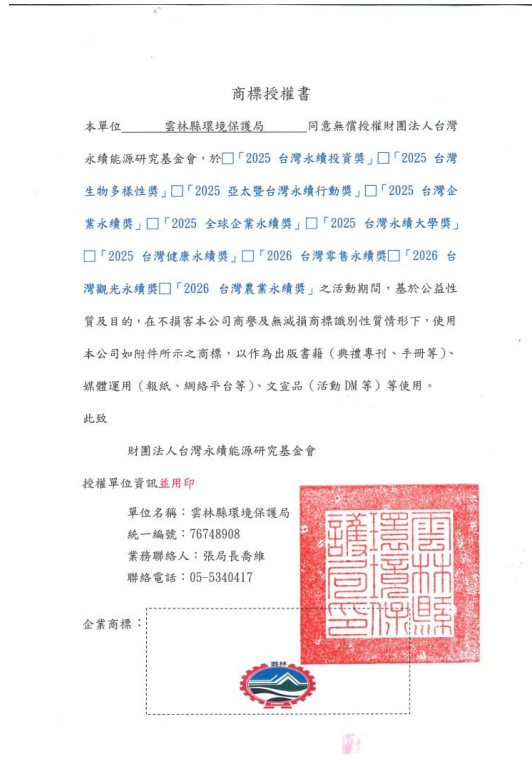 商標授權書
本單位 雲林縣環境保護局 同意無償授權財團法人台灣
永續能源研究基金會，於□「2025 台灣永續投資獎」□「2025 台灣
生物多樣性獎」□「2025 亞太暨台灣永續行動獎」□「2025 台灣企
業永續獎」□「2025 全球企業永續獎」□「2025 台灣永續大學獎」
□「2025 台灣健康永續獎」□「2026 台灣零售永續獎□「2026 台
灣觀光永續獎□「2026 台灣農業永續獎」之活動期間，基於公益性
質及目的，在不損害本公司商譽及無減損商標識別性質情形下，使用
本公司如附件所示之商標，以作為出版書籍（典禮專刊、手冊等）、
媒體運用（報紙、網絡平台等）、文宣品（活動 DM 等）等使用。
此致
財團法人台灣永續能源研究基金會
授權單位資訊並用印
單位名稱：雲林縣環境保護局
統一編號：76748908
業務聯絡人：張局長喬維
聯絡電話：05-5340417
雲林縣
環境保
護局印
企業商標：
雲林